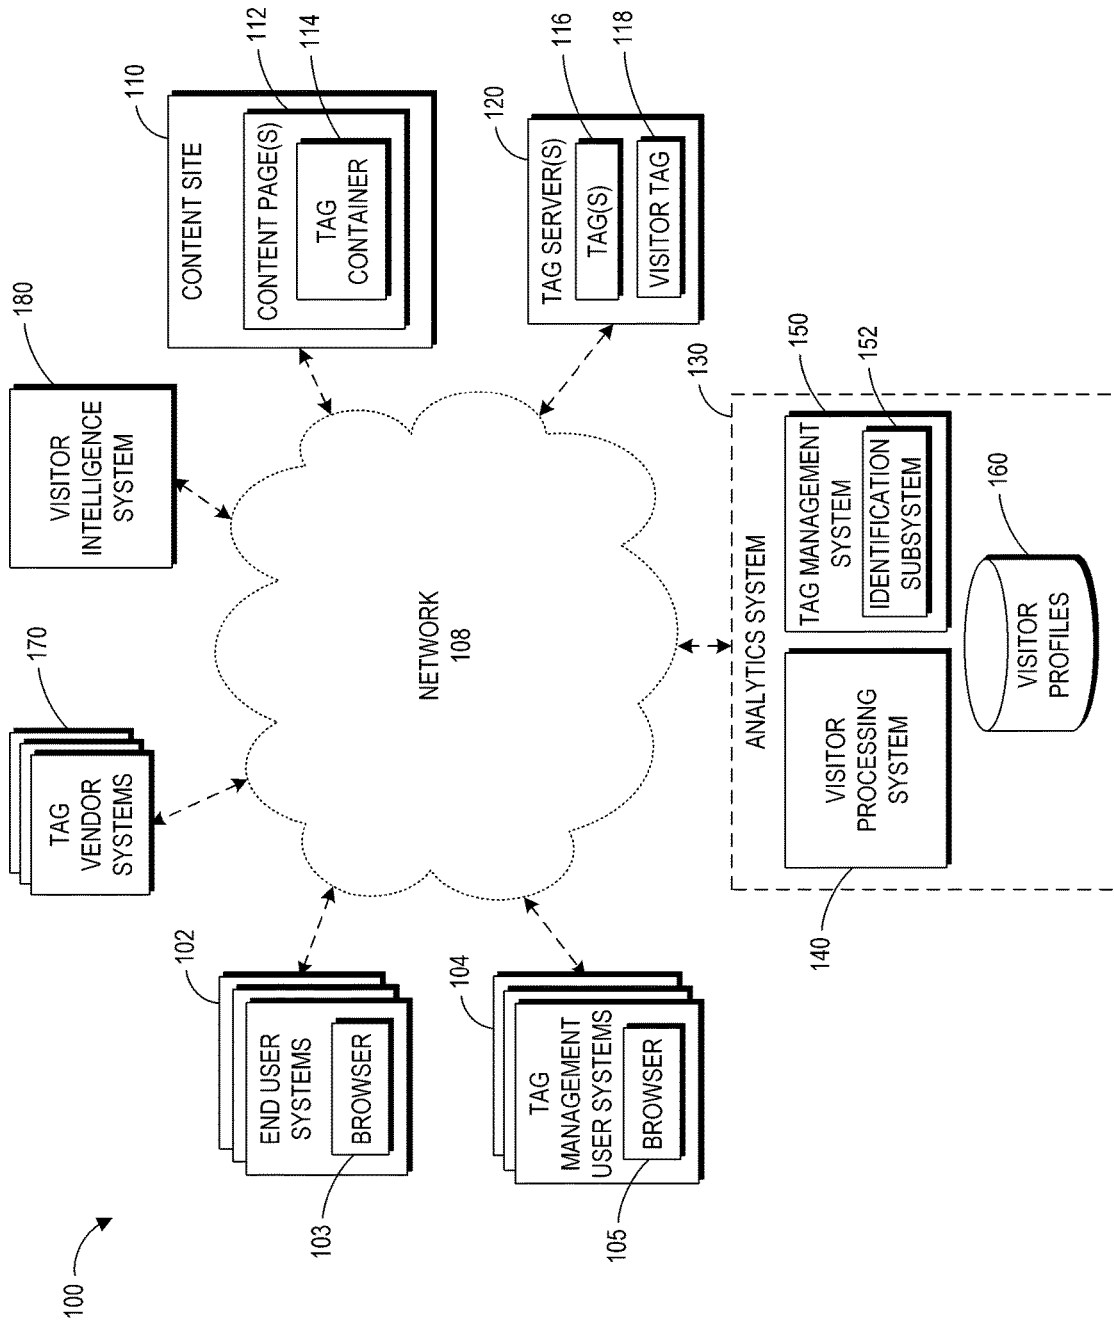 100
102
END USER
SYSTEMS
BROWSER
103
104
TAG
MANAGEMENT
USER SYSTEMS
BROWSER
105
170
TAG
VENDOR
SYSTEMS
180
VISITOR
INTELLIGENCE
SYSTEM
NETWORK
108
110
CONTENT SITE
112
CONTENT PAGE(S)
114
TAG
CONTAINER
120
TAG SERVER(S)
116
TAG(S)
118
VISITOR TAG
130
ANALYTICS SYSTEM
140
VISITOR
PROCESSING
SYSTEM
150
TAG MANAGEMENT
SYSTEM
152
IDENTIFICATION
SUBSYSTEM
160
VISITOR
PROFILES